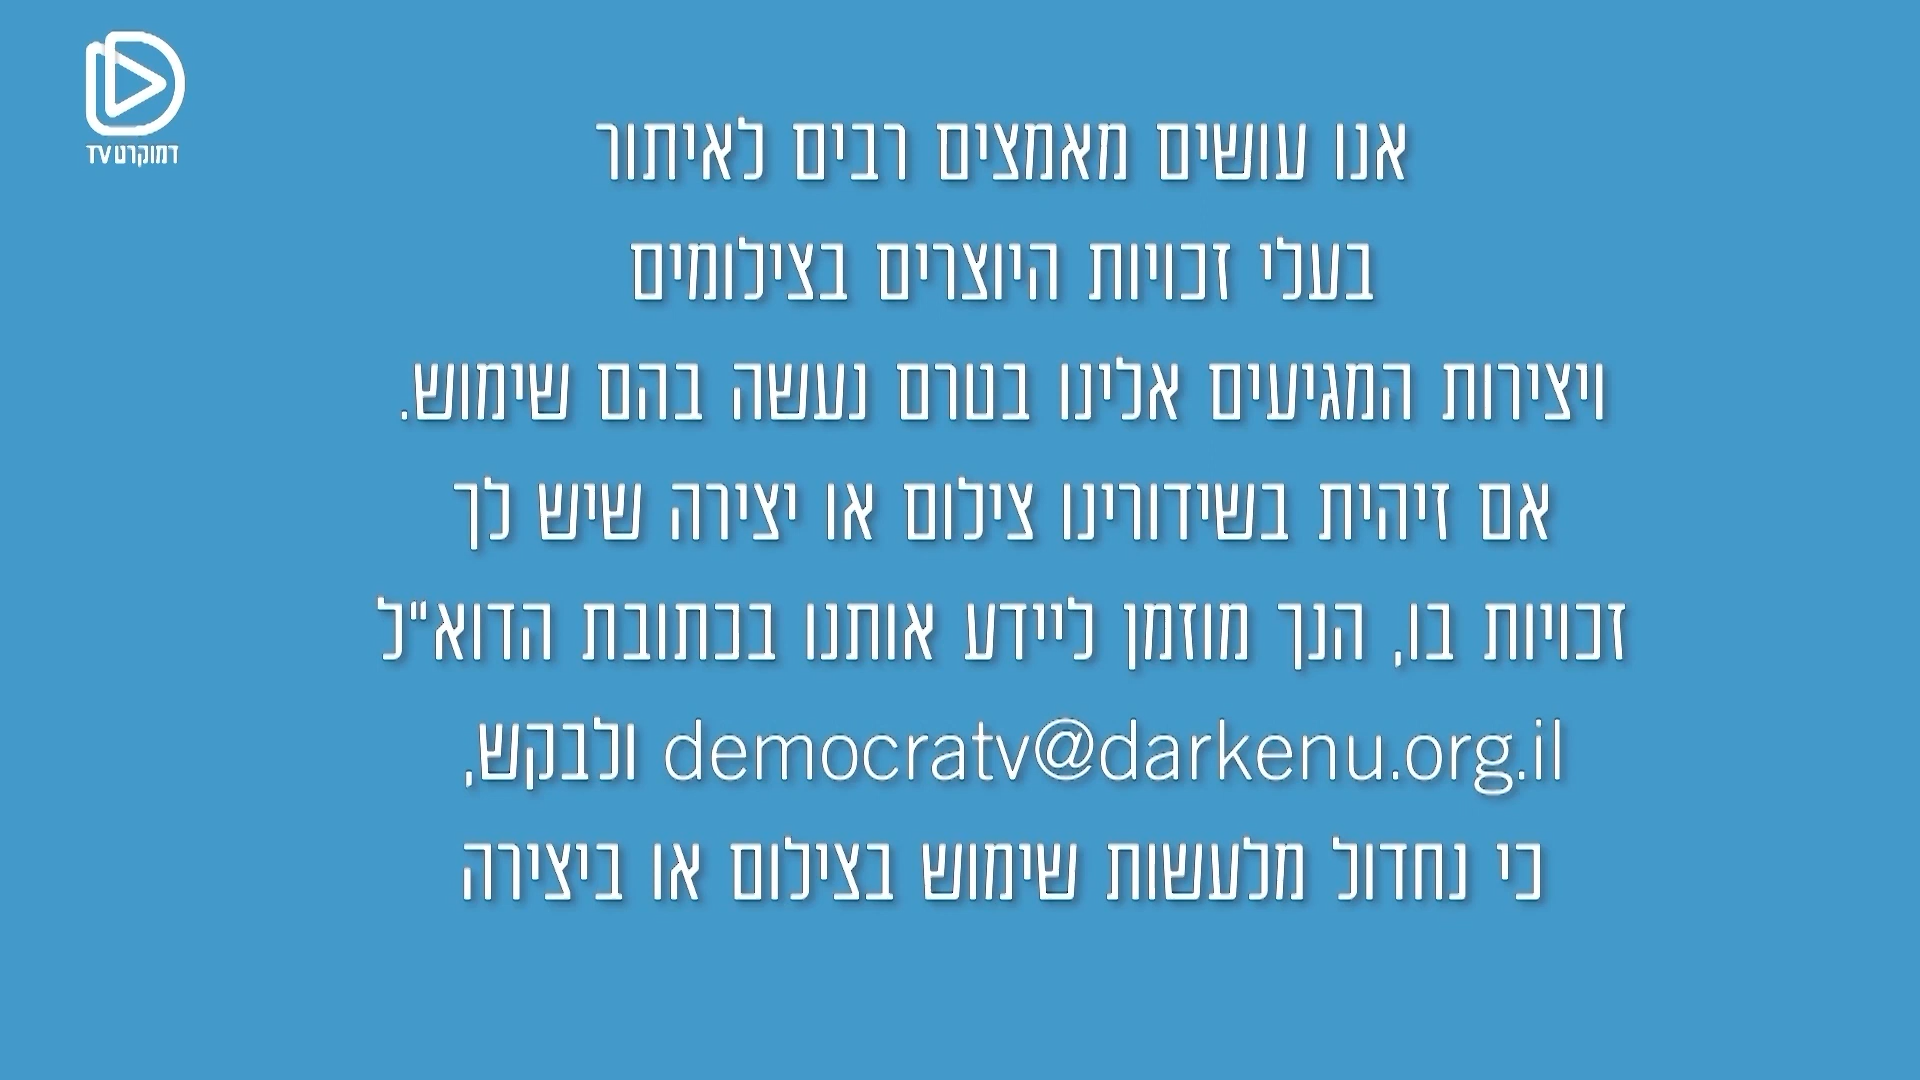 דמוקרט TV
אנו עושים מאמצים רבים לאיתור
בעלי זכויות היוצרים בצילומים
ויצירות המגיעים אלינו בטרם נעשה בהם שימוש.
אם זיהית בשידורינו צילום או יצירה שיש לך
זכויות בו, הנך מוזמן ליידע אותנו בכתובת הדוא"ל
democratv@darkenu.org.il ולבקש,
כי נחדול מלעשות שימוש בצילום או ביצירה